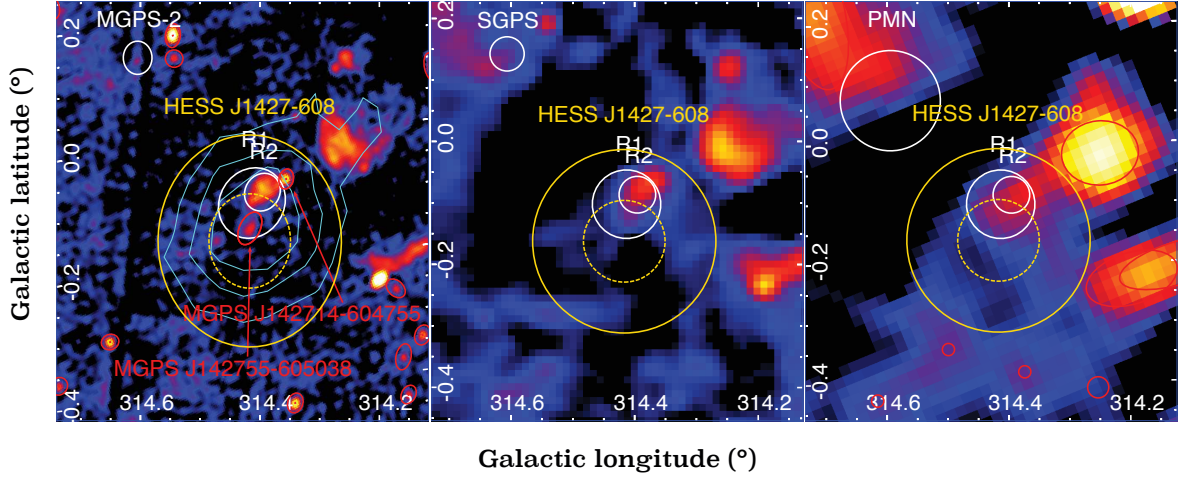 MGPS-2
SGPS
PMN
HESS J1427-608
HESS J1427-608
HESS J1427-608
R1
R2
R1
R2
R1
R2
MGPS J142714-604755
MGPS J142755-605038
0.2
0.0
-0.2
-0.4
314.6
314.4
314.2
0.2
0.0
-0.2
-0.4
314.6
314.4
314.2
0.2
0.0
-0.2
-0.4
314.6
314.4
314.2
Galactic latitude (°)
Galactic longitude (°)